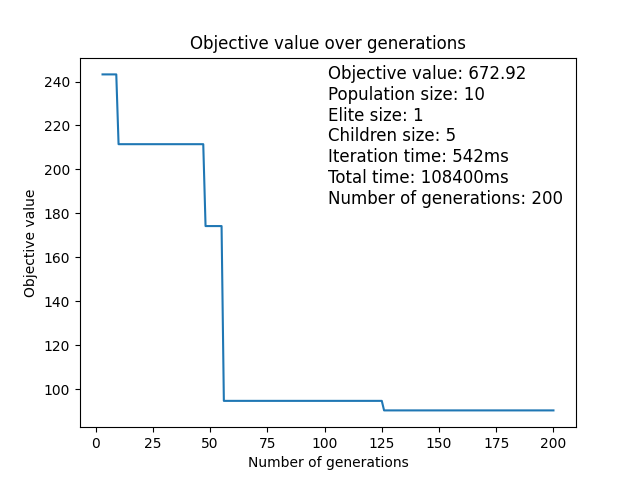 Objective value over generations
Objective value: 672.92
Population size: 10
Elite size: 1
Children size: 5
Iteration time: 542ms
Total time: 108400ms
Number of generations: 200
Objective value
240
220
200
180
160
140
120
100
0 25 50 75 100 125 150 175 200
Number of generations